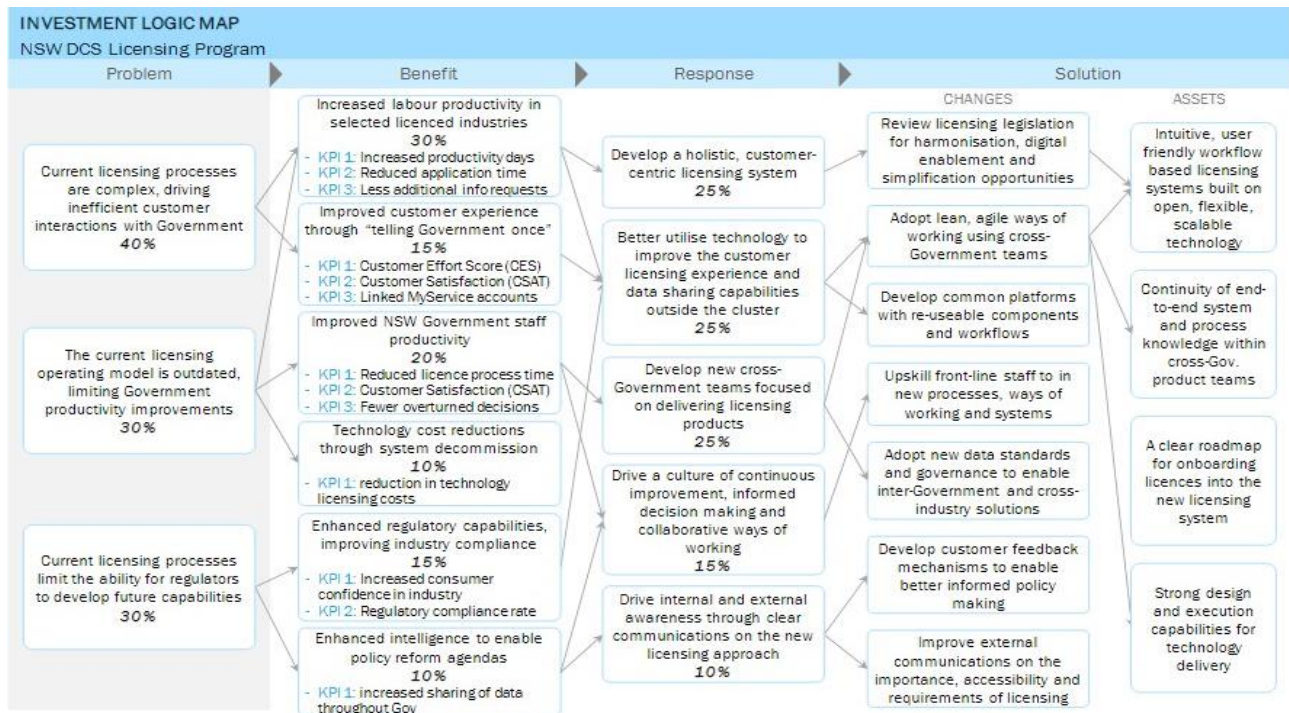 INVESTMENT LOGIC MAP
NSW DCS Licensing Program
Problem
Benefit
Response
Solution
CHANGES
ASSETS
Current licensing processes
are complex, driving
inefficient customer
interactions with Government
40%
The current licensing
operating model is outdated,
limiting Government
productivity improvements
30%
Current licensing processes
limit the ability for regulators
to develop future capabilities
30%
Increased labour productivity in
selected licenced industries
30%
- KPI 1: Increased productivity days
- KPI 2: Reduced application time
- KPI 3: Less additional info requests
Improved customer experience
through “telling Government once”
15%
- KPI 1: Customer Effort Score (CES)
- KPI 2: Customer Satisfaction (CSAT)
- KPI 3: Linked MyService accounts
Improved NSW Government staff
productivity
20%
- KPI 1: Reduced licence process time
- KPI 2: Customer Satisfaction (CSAT)
- KPI 3: Fewer overturned decisions
Technology cost reductions
through system decommission
10%
- KPI 1: reduction in technology
licensing costs
Enhanced regulatory capabilities,
improving industry compliance
15%
- KPI 1: Increased consumer
confidence in industry
- KPI 2: Regulatory compliance rate
Enhanced intelligence to enable
policy reform agendas
10%
- KPI 1: increased sharing of data
throughout Gov
Develop a holistic, customer-
centric licensing system
25%
Better utilise technology to
improve the customer
licensing experience and
data sharing capabilities
outside the cluster
25%
Develop new cross-
Government teams focused
on delivering licensing
products
25%
Drive a culture of continuous
improvement, informed
decision making and
collaborative ways of
working
15%
Drive internal and external
awareness through clear
communications on the new
licensing approach
10%
Review licensing legislation
for harmonisation, digital
enablement and
simplification opportunities
Adopt lean, agile ways of
working using cross-
Government teams
Develop common platforms
with re-useable components
and workflows
Upskill front-line staff to in
new processes, ways of
working and systems
Adopt new data standards
and governance to enable
inter-Government and cross-
industry solutions
Develop customer feedback
mechanisms to enable
better informed policy
making
Improve external
communications on the
importance, accessibility and
requirements of licensing
Intuitive, user
friendly workflow
based licensing
systems built on
open, flexible,
scalable
technology
Continuity of end-
to-end system
and process
knowledge within
cross-Gov.
product teams
A clear roadmap
for onboarding
licences into the
new licensing
system
Strong design
and execution
capabilities for
technology
delivery